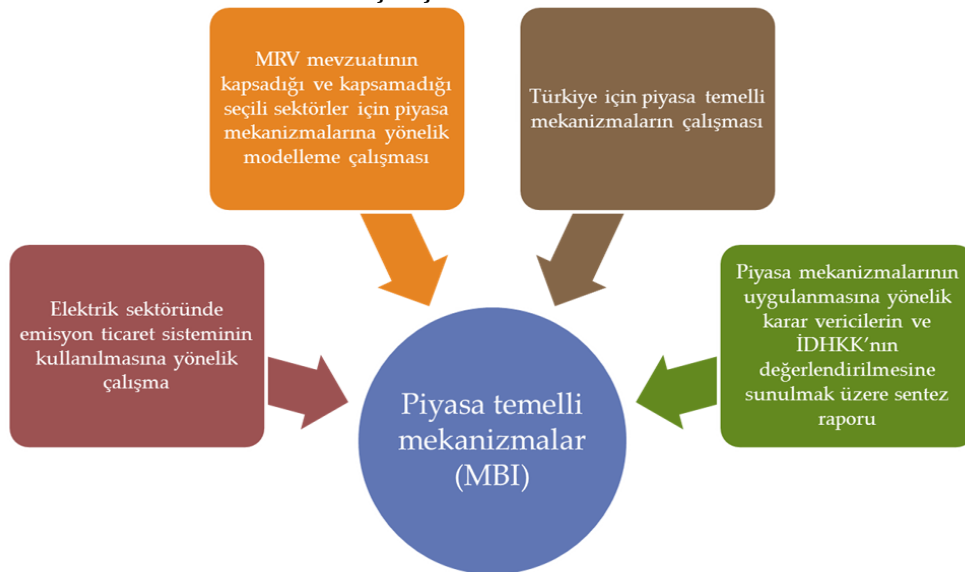 MRV mevzuatının
kapsadığı ve kapsamadığı
seçili sektörler için piyasa
mekanizmalarına yönelik
modelleme çalışması
Türkiye için piyasa temelli
mekanizmaların çalışması
Elektrik sektöründe
emisyon ticaret sisteminin
kullanılmasına yönelik
çalışma
Piyasa mekanizmalarının
uygulanmasına yönelik
karar vericilerin ve
İDHKK’nın
değerlendirilmesine
sunulmak üzere sentez
raporu
Piyasa temelli
mekanizmalar
(MBI)